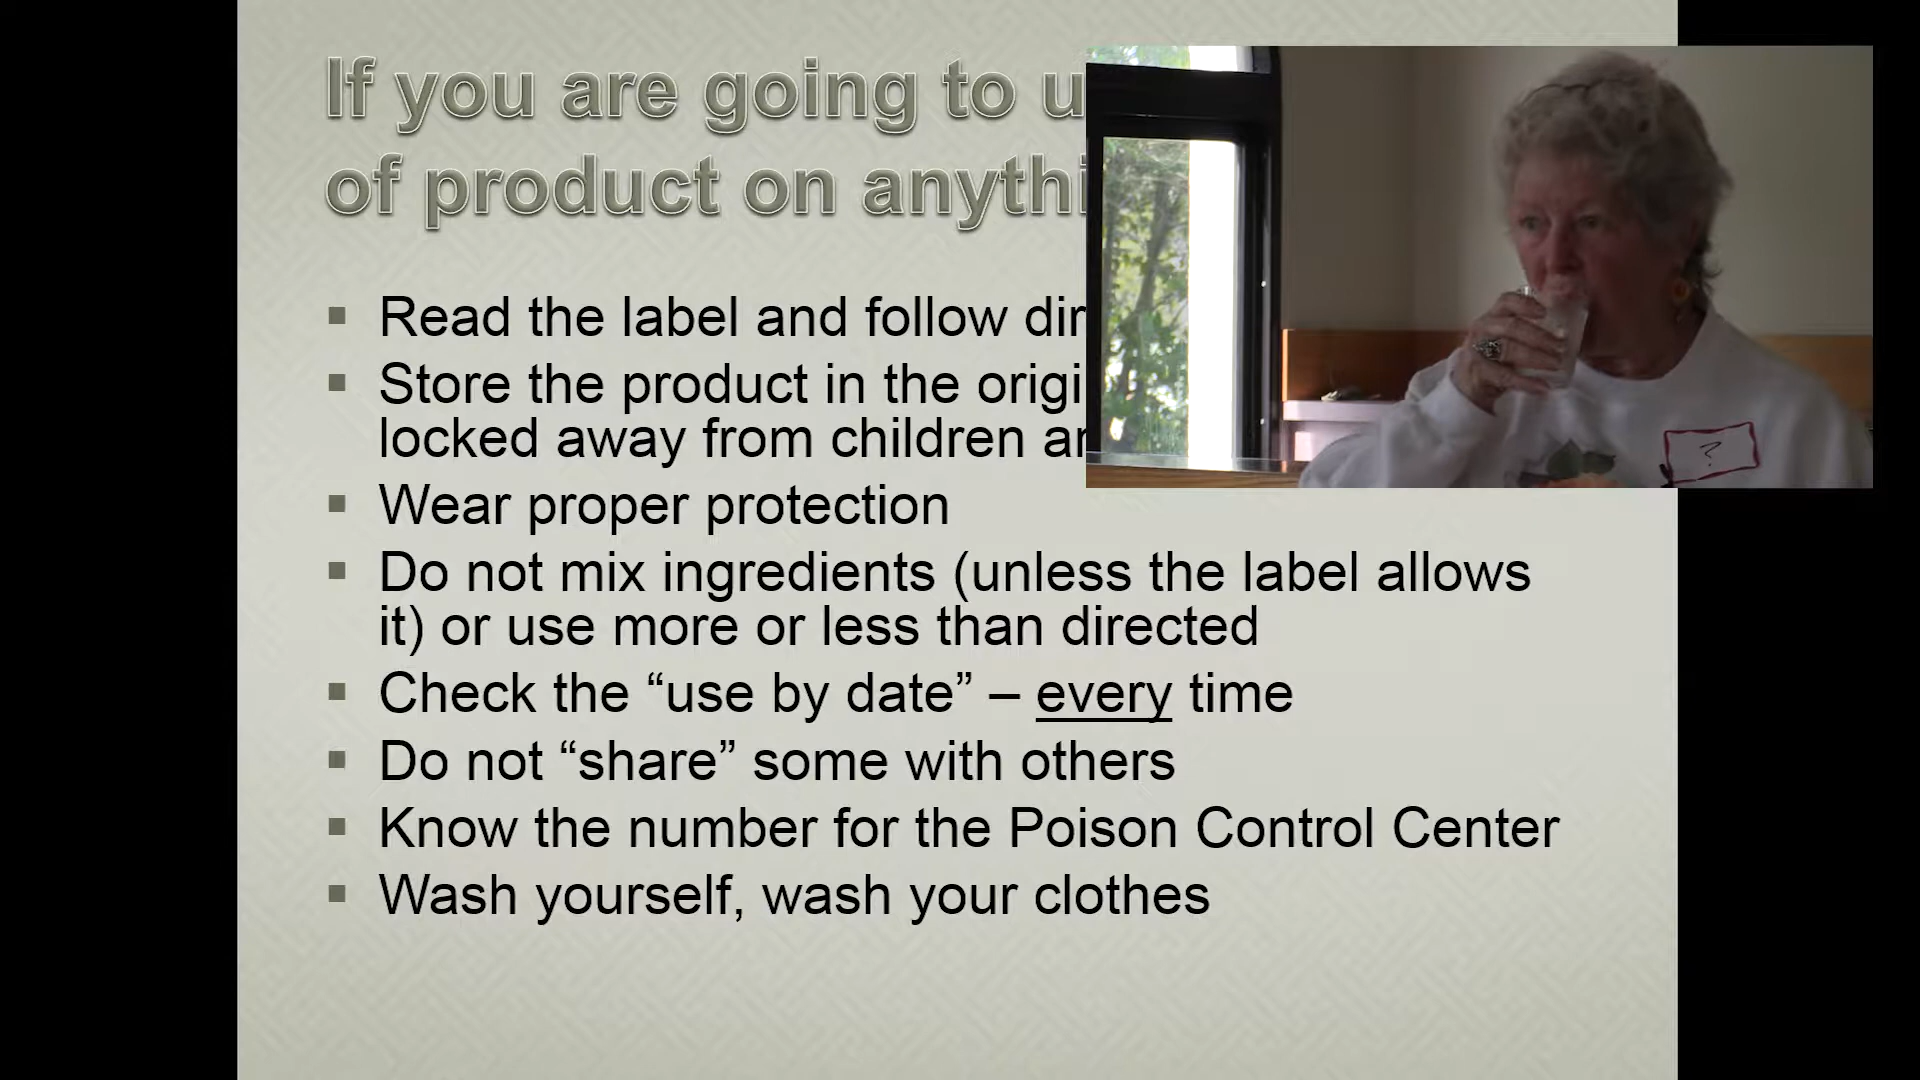 If you are going to u
of product on anythi
Read the label and follow dir
Store the product in the origi
locked away from children ar
Wear proper protection
Do not mix ingredients (unless the label allows
it) or use more or less than directed
Check the “use by date” – every time
Do not “share” some with others
Know the number for the Poison Control Center
Wash yourself, wash your clothes
?